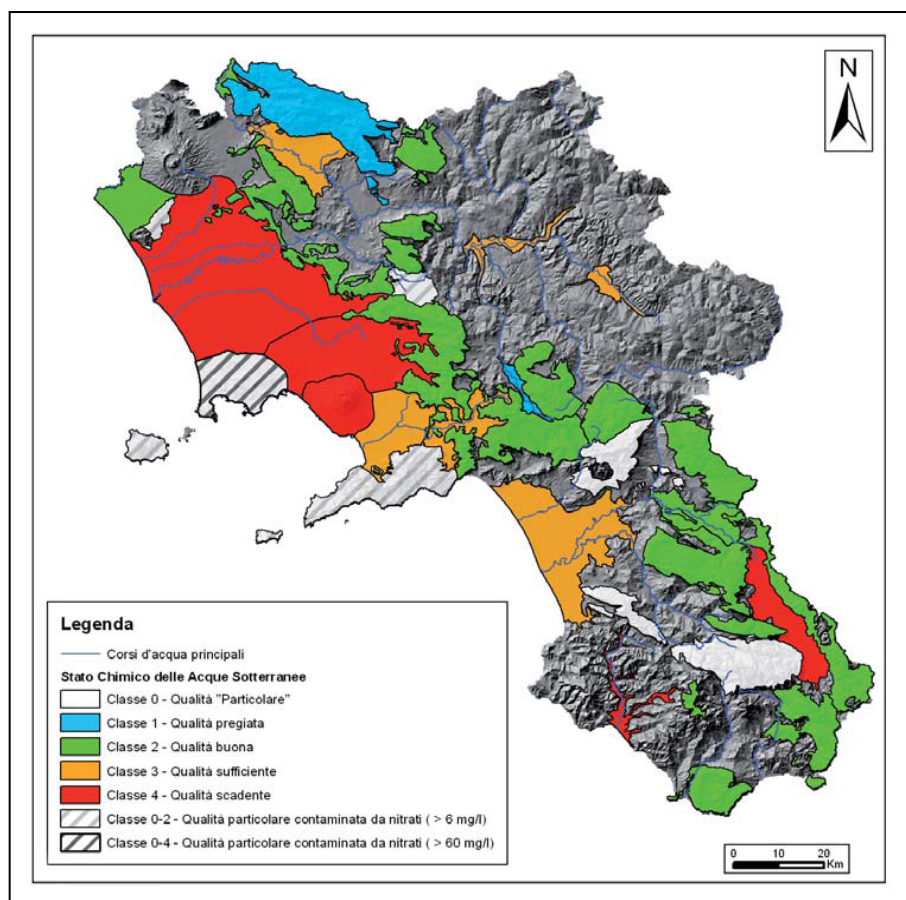 N
Legenda
Corsi d'acqua principali
Stato Chimico delle Acque Sotterranee
Classe 0 - Qualità "Particolare"
Classe 1 - Qualità pregiata
Classe 2 - Qualità buona
Classe 3 - Qualità sufficiente
Classe 4 - Qualità scadente
Classe 0-2 - Qualità particolare contaminata da nitrati ( > 6 mg/l)
Classe 0-4 - Qualità particolare contaminata da nitrati ( > 60 mg/l)
0 10 20
Km